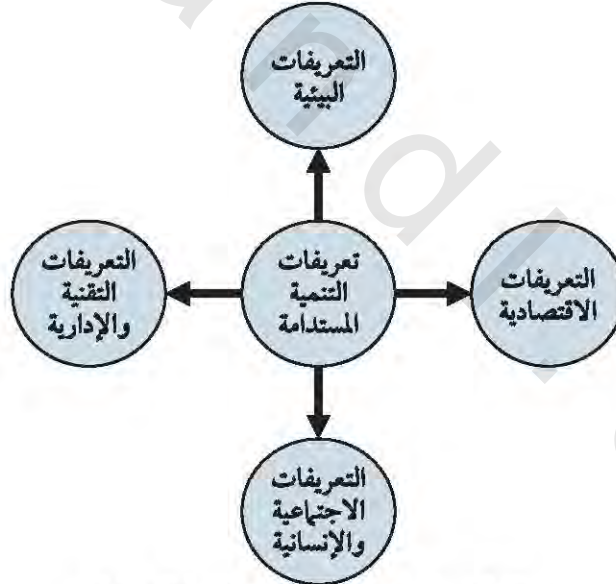 التعريفات
البيئية
التعريفات
الاقتصادية
تعريفات
التنمية
المستدامة
التعريفات
التقنية
والإدارية
التعريفات
الاجتماعية
والإنسانية